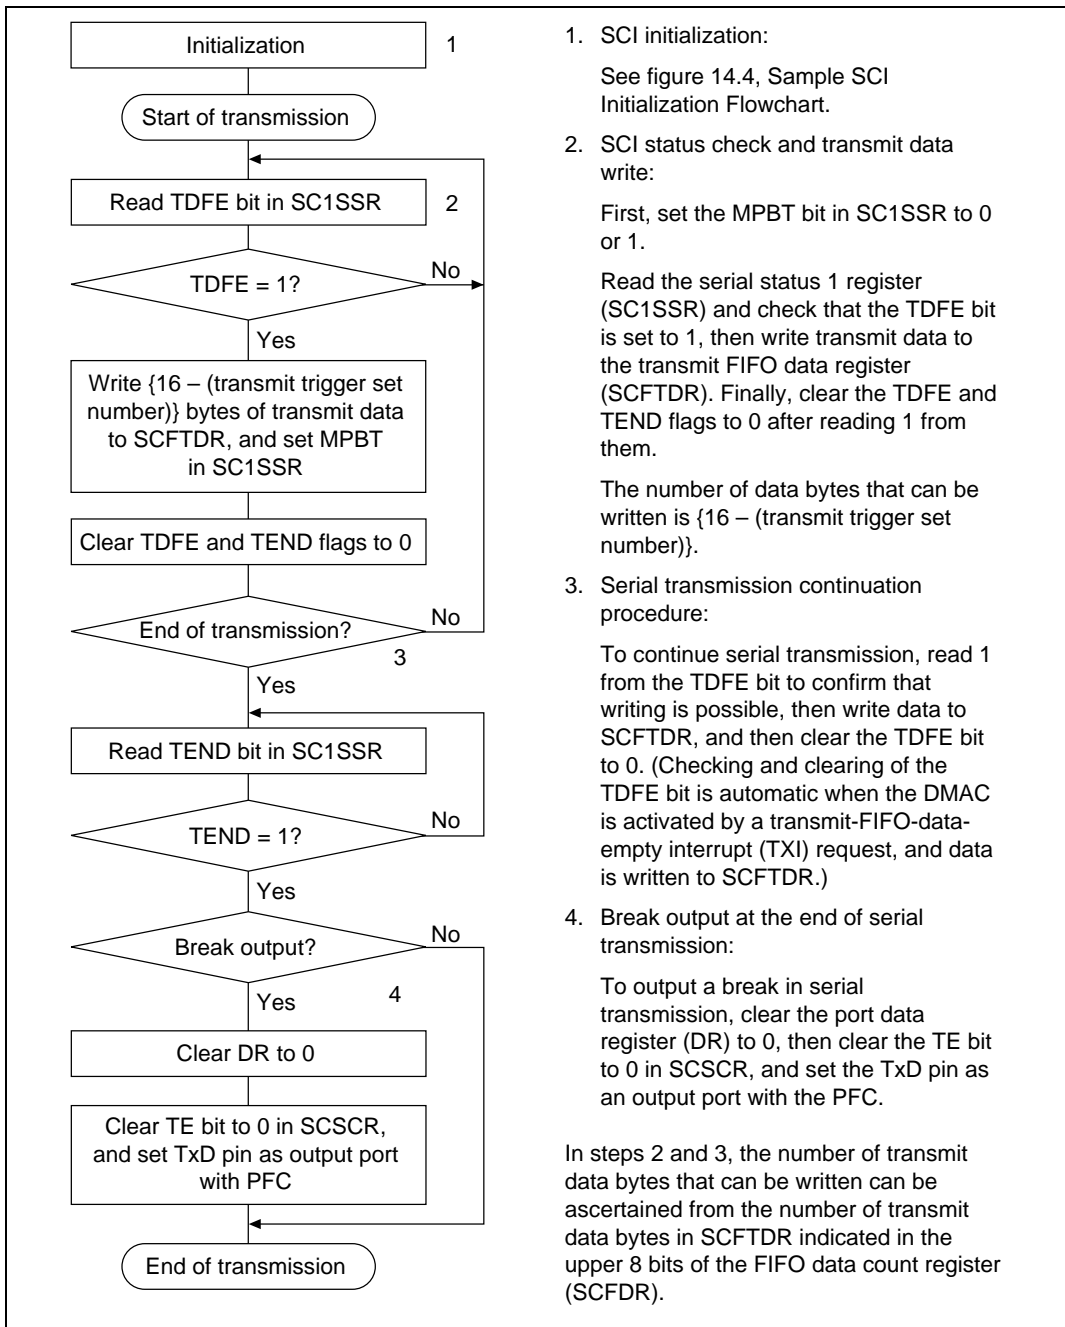 Initialization
1
Start of transmission
Read TDFE bit in SC1SSR
2
TDFE = 1?
No
Yes
Write {16 – (transmit trigger set
number)} bytes of transmit data
to SCFTDR, and set MPBT
in SC1SSR
Clear TDFE and TEND flags to 0
End of transmission?
No
3
Yes
Read TEND bit in SC1SSR
TEND = 1?
No
Yes
Break output?
No
4
Yes
Clear DR to 0
Clear TE bit to 0 in SCSCR,
and set TxD pin as output port
with PFC
End of transmission
1. SCI initialization:
See figure 14.4, Sample SCI
Initialization Flowchart.
2. SCI status check and transmit data
write:
First, set the MPBT bit in SC1SSR to 0
or 1.
Read the serial status 1 register
(SC1SSR) and check that the TDFE bit
is set to 1, then write transmit data to
the transmit FIFO data register
(SCFTDR). Finally, clear the TDFE and
TEND flags to 0 after reading 1 from
them.
The number of data bytes that can be
written is {16 – (transmit trigger set
number)}.
3. Serial transmission continuation
procedure:
To continue serial transmission, read 1
from the TDFE bit to confirm that
writing is possible, then write data to
SCFTDR, and then clear the TDFE bit
to 0. (Checking and clearing of the
TDFE bit is automatic when the DMAC
is activated by a transmit-FIFO-data-
empty interrupt (TXI) request, and data
is written to SCFTDR.)
4. Break output at the end of serial
transmission:
To output a break in serial
transmission, clear the port data
register (DR) to 0, then clear the TE bit
to 0 in SCSCR, and set the TxD pin as
an output port with the PFC.
In steps 2 and 3, the number of transmit
data bytes that can be written can be
ascertained from the number of transmit
data bytes in SCFTDR indicated in the
upper 8 bits of the FIFO data count register
(SCFDR).